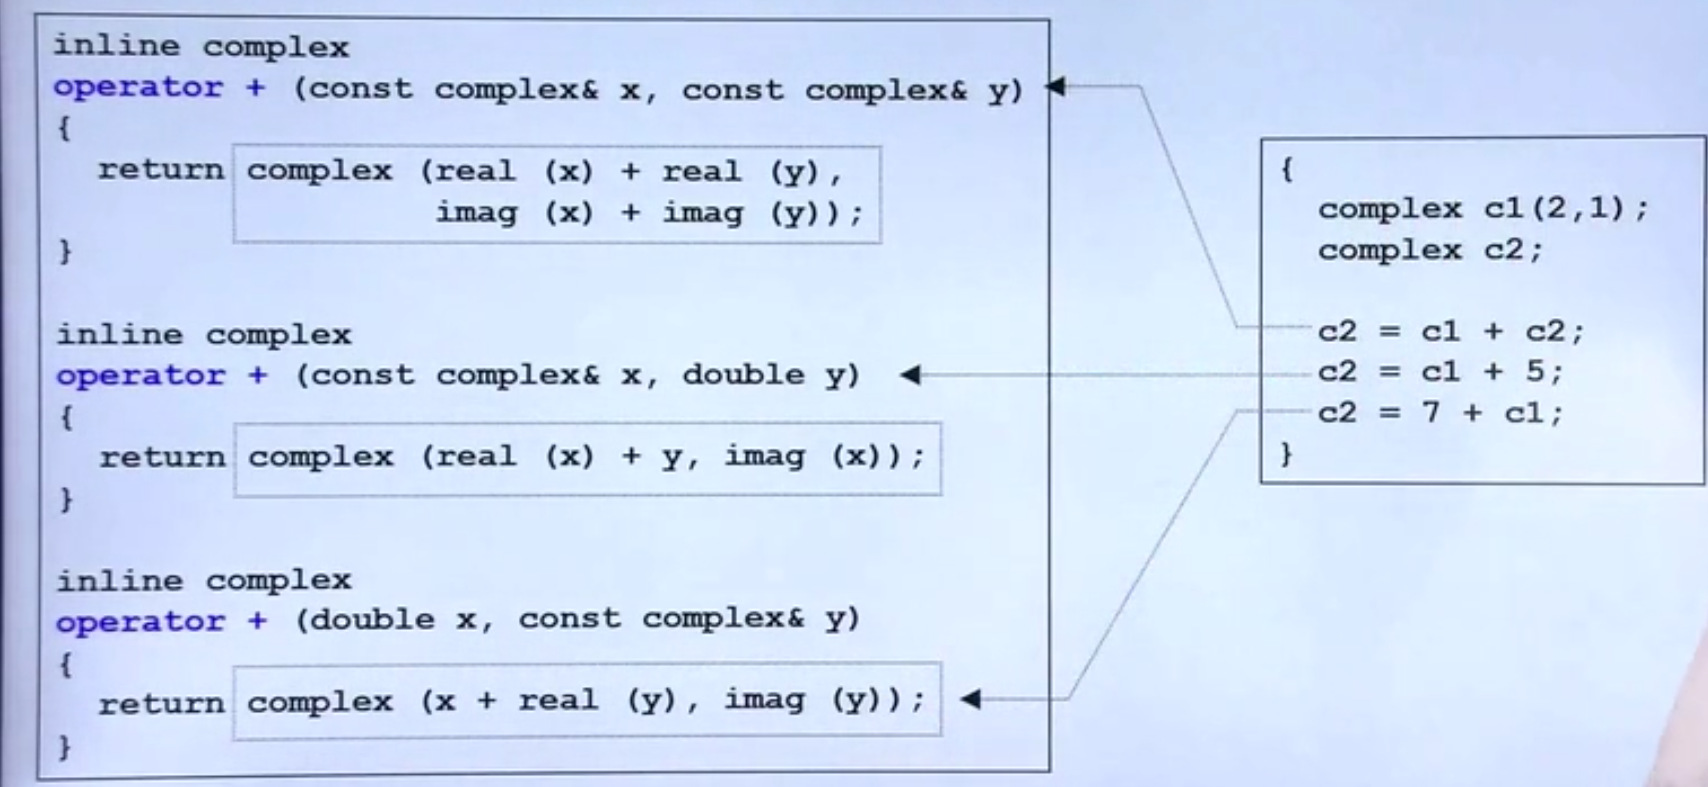 inline complex
operator + (const complex& x, const complex& y)
{
  return complex (real (x) + real (y),
                  imag (x) + imag (y));
}

inline complex
operator + (const complex& x, double y)
{
  return complex (real (x) + y, imag (x));
}

inline complex
operator + (double x, const complex& y)
{
  return complex (x + real (y), imag (y));
}

{
  complex c1(2,1);
  complex c2;

  c2 = c1 + c2;
  c2 = c1 + 5;
  c2 = 7 + c1;
}